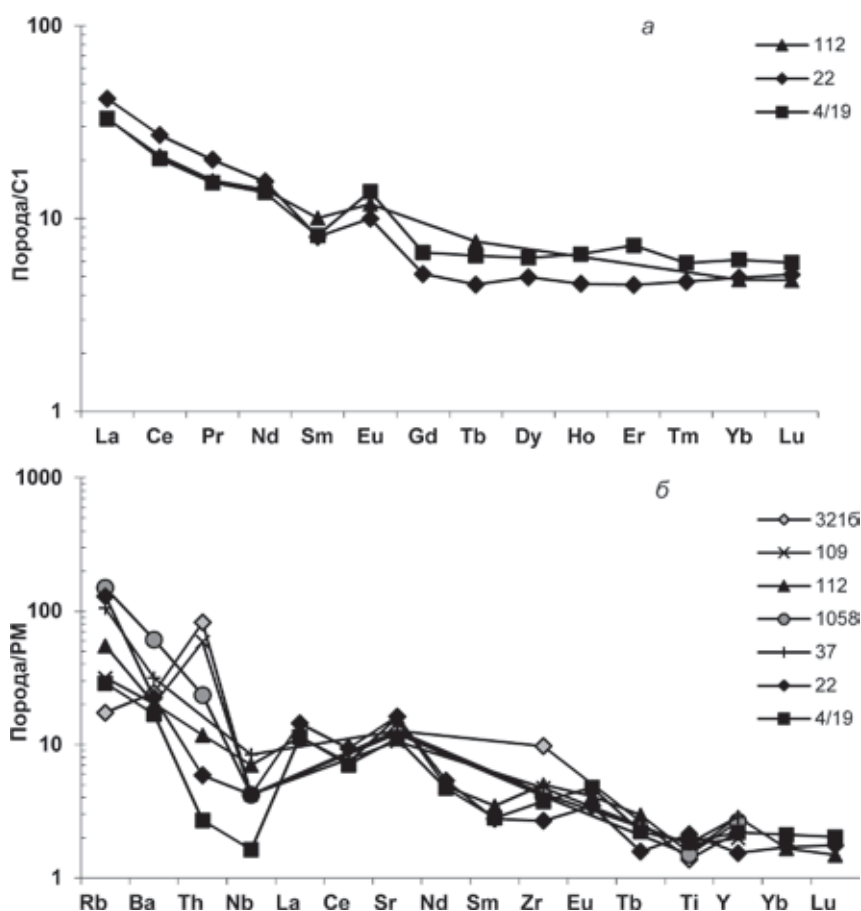 а
100
10
1
Порода/C1
112
22
4/19
La Ce Pr Nd Sm Eu Gd Tb Dy Ho Er Tm Yb Lu
б
1000
100
10
1
Порода/PM
321б
109
112
1058
37
22
4/19
Rb Ba Th Nb La Ce Sr Nd Sm Zr Eu Tb Ti Y Yb Lu